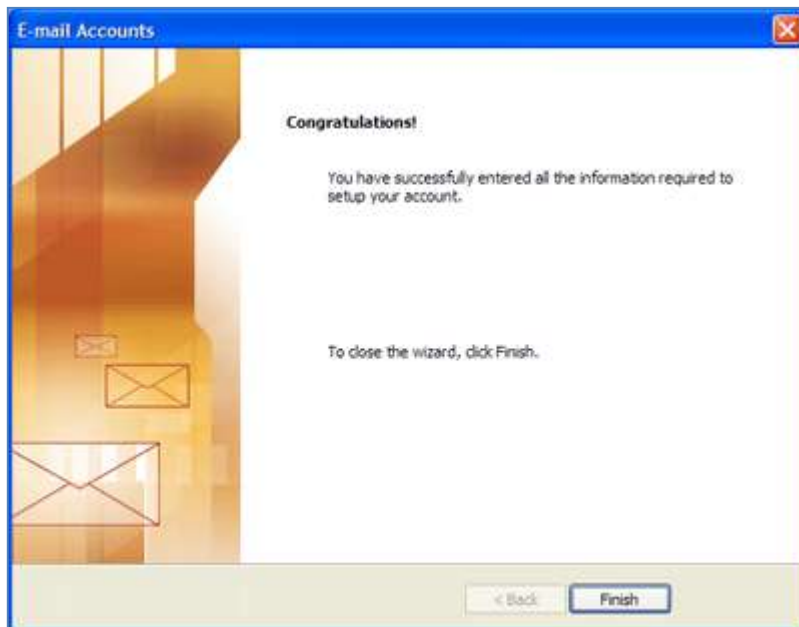 E-mail Accounts
Congratulations!
You have successfully entered all the information required to
setup your account.
To close the wizard, click Finish.
< Back
Finish